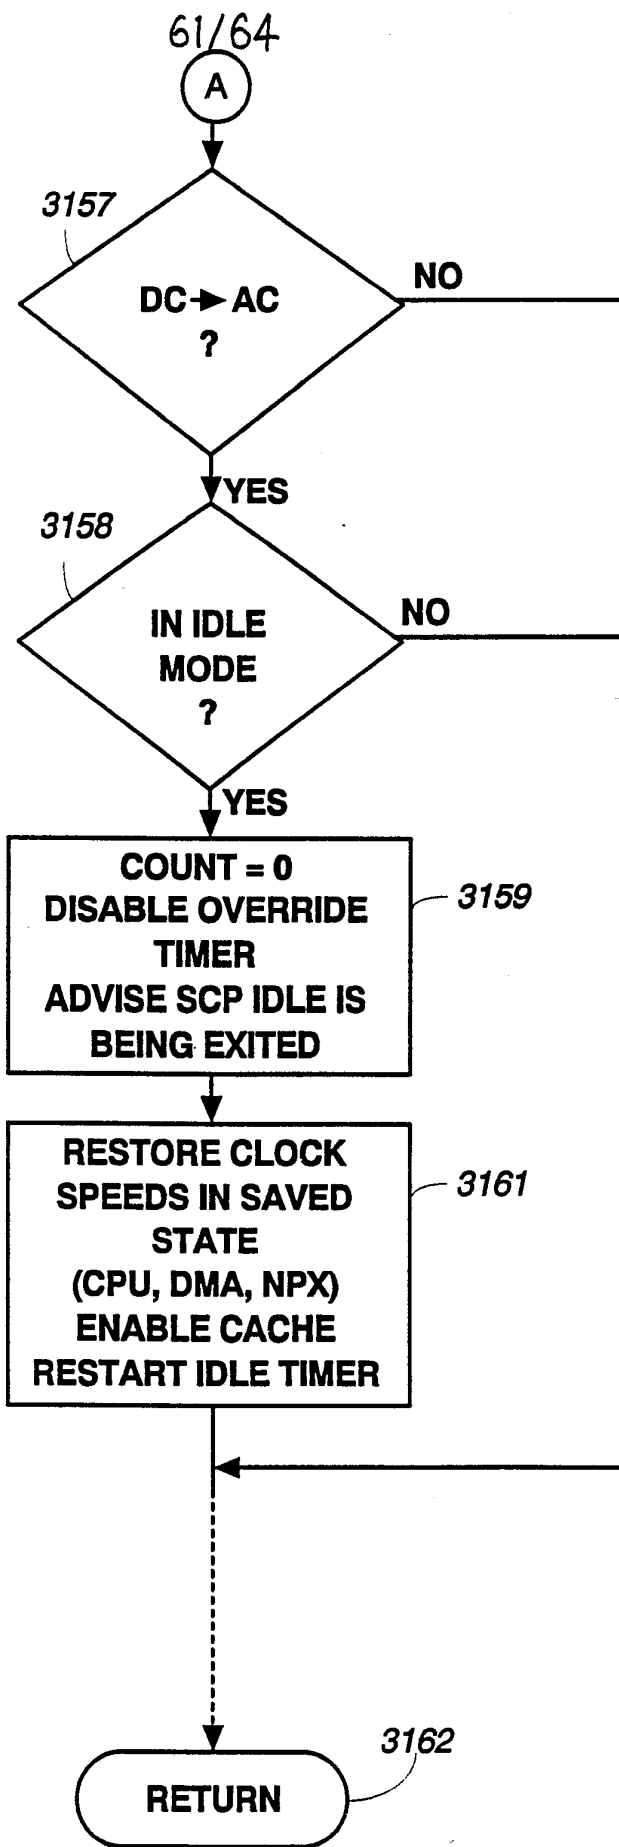 61/64
A
3157
DC→AC
?
NO
YES
3158
IN IDLE
MODE
?
NO
YES
COUNT = 0
DISABLE OVERRIDE
TIMER
ADVISE SCP IDLE IS
BEING EXITED
3159
RESTORE CLOCK
SPEEDS IN SAVED
STATE
(CPU, DMA, NPX)
ENABLE CACHE
RESTART IDLE TIMER
3161
3162
RETURN